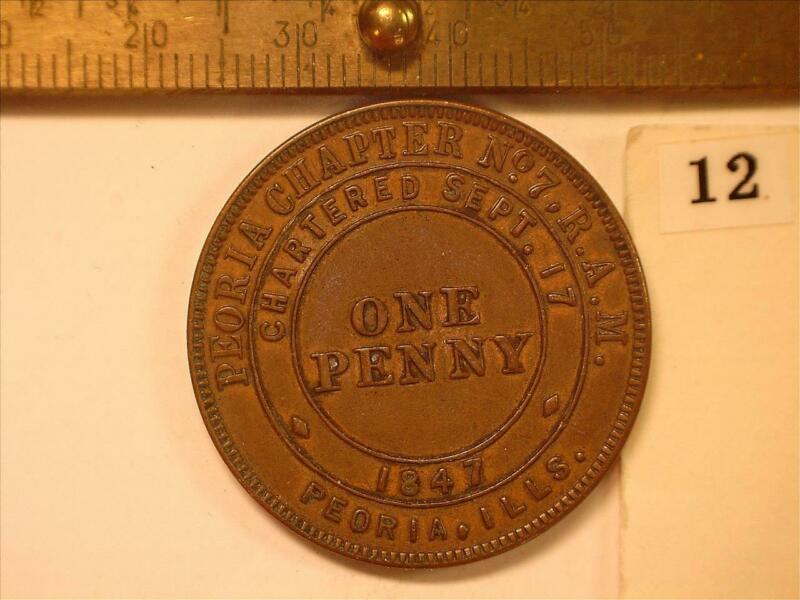 20 30 40 50
12
PEORIA CHAPTER No. 7, R. A. M.
CHARTERED SEPT. 17
ONE
PENNY
1847
PEORIA, ILLS.